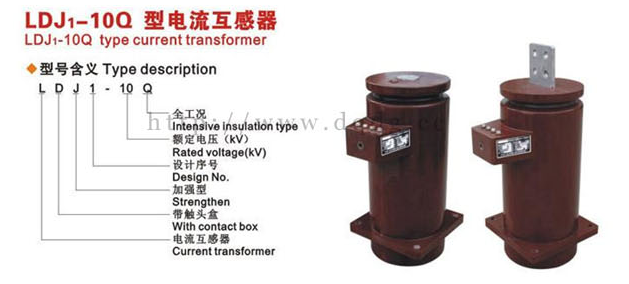 LDJ1-10Q 型电流互感器
LDJ1-10Q type current transformer
◆型号含义 Type description
L D J 1 - 10 Q
全工况
Intensive insulation type
额定电压（kV）
Rated voltage(kV)
设计序号
Design No.
加强型
Strengthen
带触头盒
With contact box
电流互感器
Current transformer